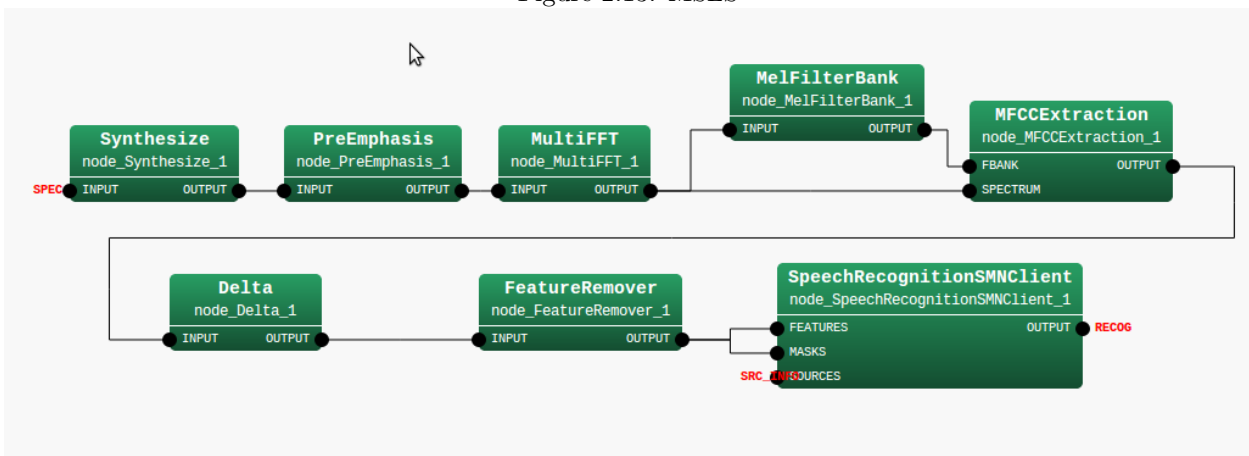 MelFilterBank
node_MelFilterBank_1
INPUT OUTPUT
MFCCExtraction
node_MFCCExtraction_1
FBANK OUTPUT
SPECTRUM
Synthesize
node_Synthesize_1
SPEC INPUT OUTPUT
PreEmphasis
node_PreEmphasis_1
INPUT OUTPUT
MultiFFT
node_MultiFFT_1
INPUT OUTPUT
Delta
node_Delta_1
INPUT OUTPUT
FeatureRemover
node_FeatureRemover_1
INPUT OUTPUT
SpeechRecognitionSMNClient
node_SpeechRecognitionSMNClient_1
FEATURES OUTPUT RECOG
MASKS
SRC_INFO SOURCES